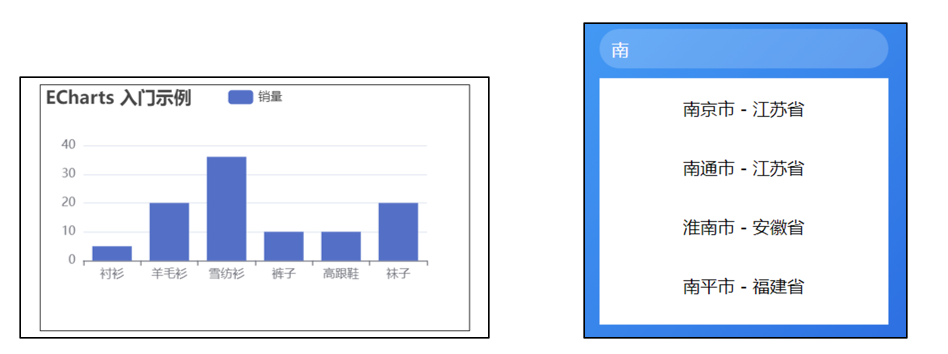 ECharts 入门示例
销量
40
30
20
10
0
衬衫 羊毛衫 雪纺衫 裤子 高跟鞋 袜子
南
南京市 - 江苏省
南通市 - 江苏省
淮南市 - 安徽省
南平市 - 福建省